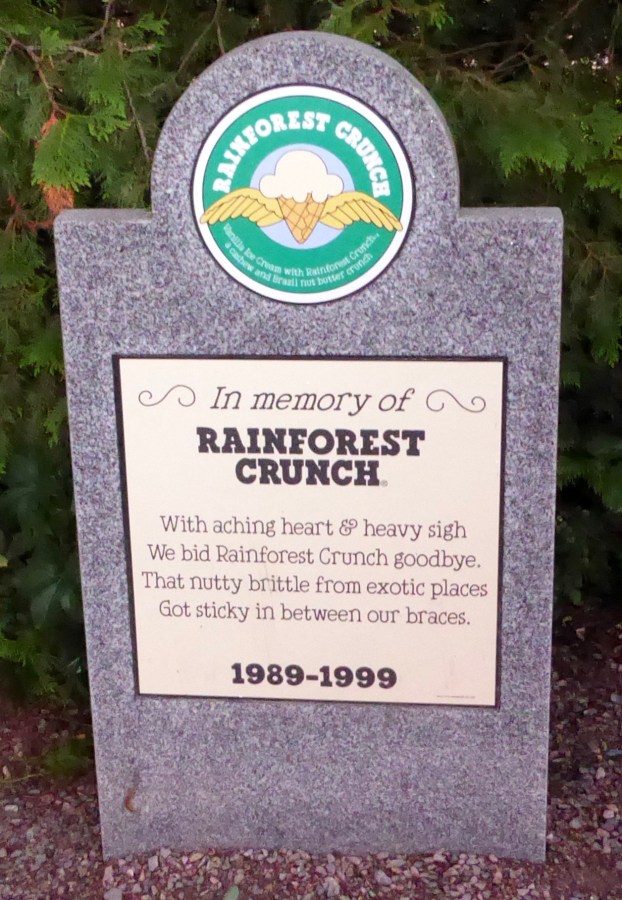 RAINFOREST CRUNCH
Vanilla Ice Cream with Rainforest Crunch,
a cashew and Brazil nut butter crunch
In memory of
RAINFOREST
CRUNCH®
With aching heart & heavy sigh
We bid Rainforest Crunch goodbye.
That nutty brittle from exotic places
Got sticky in between our braces.
1989-1999